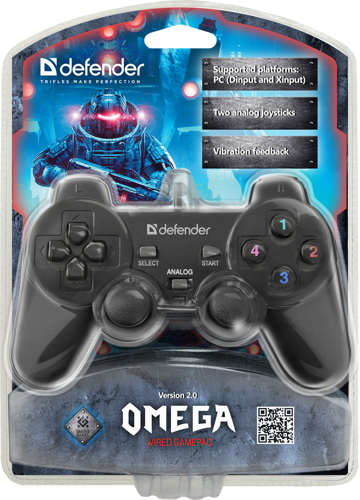 defender
TRIFLES MAKE PERFECTION
Supported platforms:
PC (Dinput and Xinput)
Two analog joysticks
Vibration feedback
defender
SELECT
START
ANALOG
1
4
2
3
Version 2.0
OMEGA
WIRED GAMEPAD